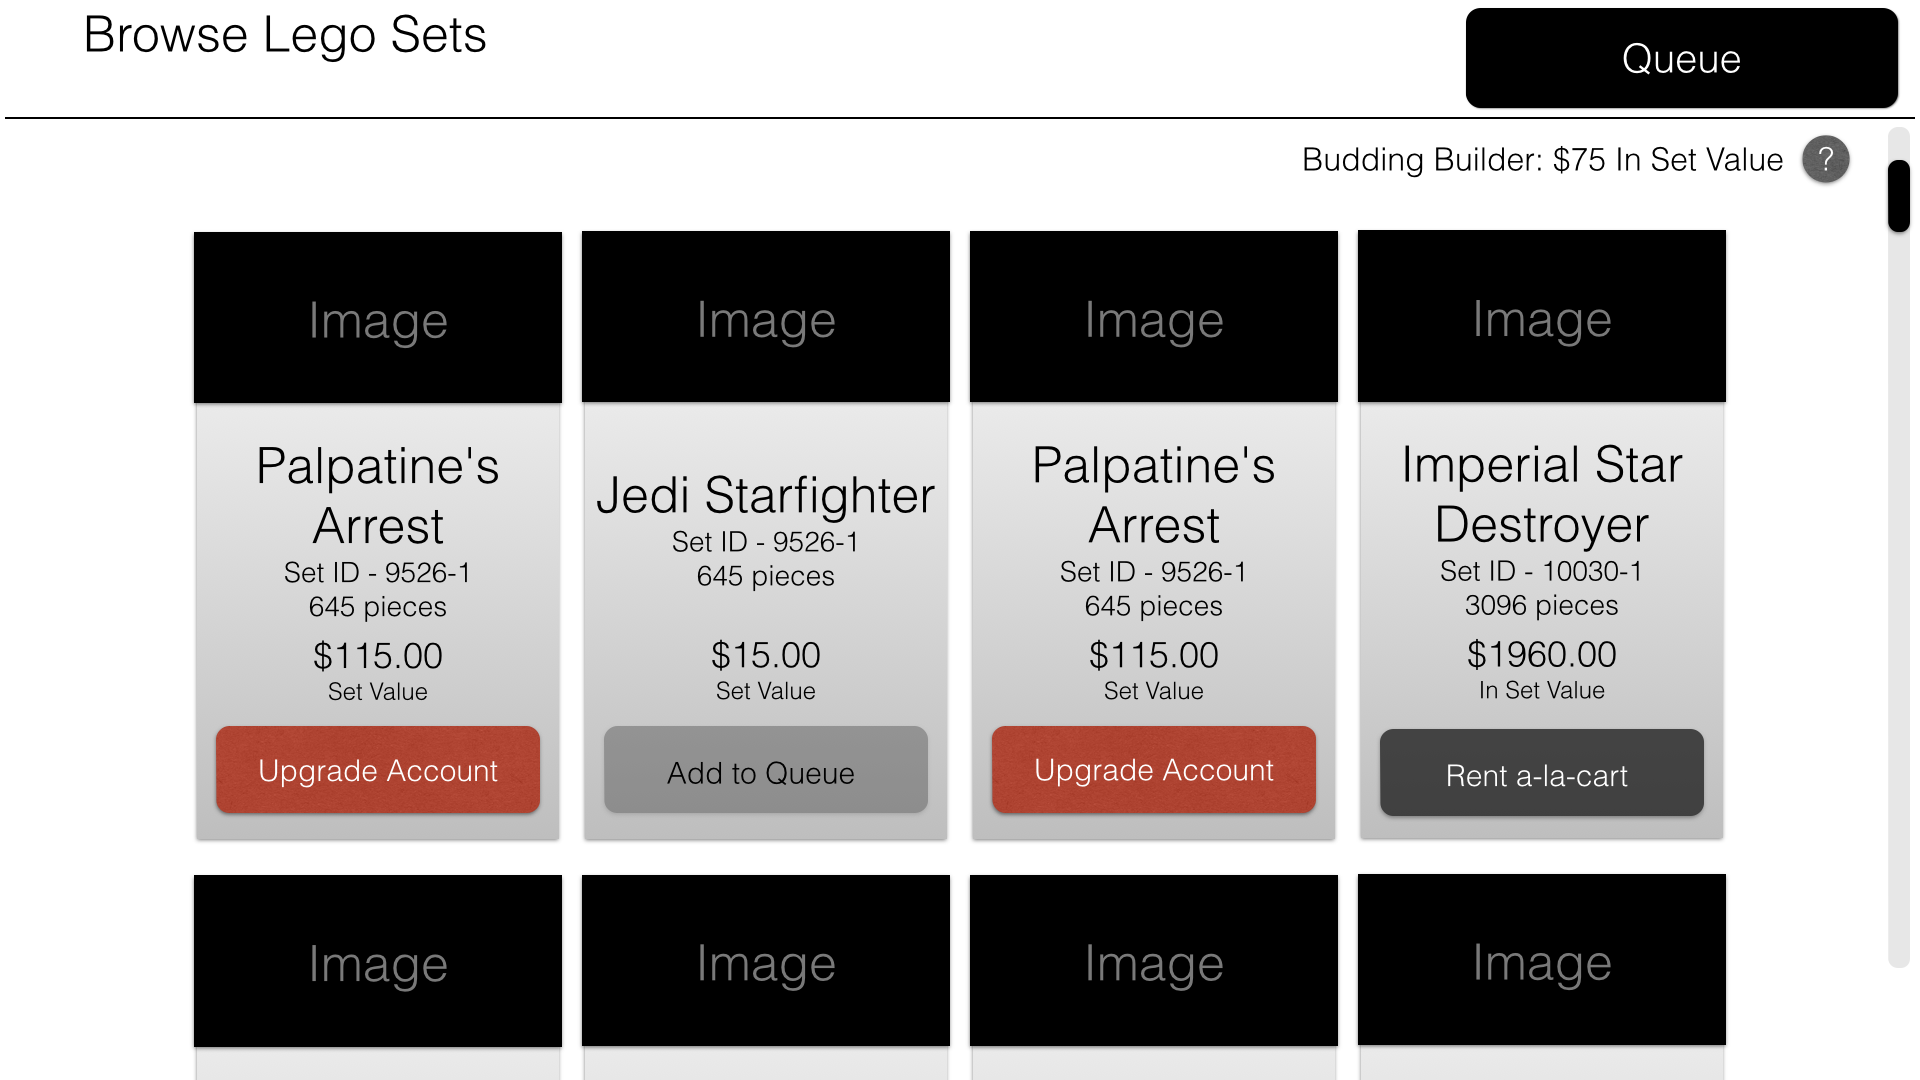 Browse Lego Sets
Queue
Budding Builder: $75 In Set Value
?
Image
Image
Image
Image
Palpatine's
Arrest
Set ID - 9526-1
645 pieces
$115.00
Set Value
Upgrade Account
Jedi Starfighter
Set ID - 9526-1
645 pieces
$15.00
Set Value
Add to Queue
Palpatine's
Arrest
Set ID - 9526-1
645 pieces
$115.00
Set Value
Upgrade Account
Imperial Star
Destroyer
Set ID - 10030-1
3096 pieces
$1960.00
In Set Value
Rent a-la-cart
Image
Image
Image
Image